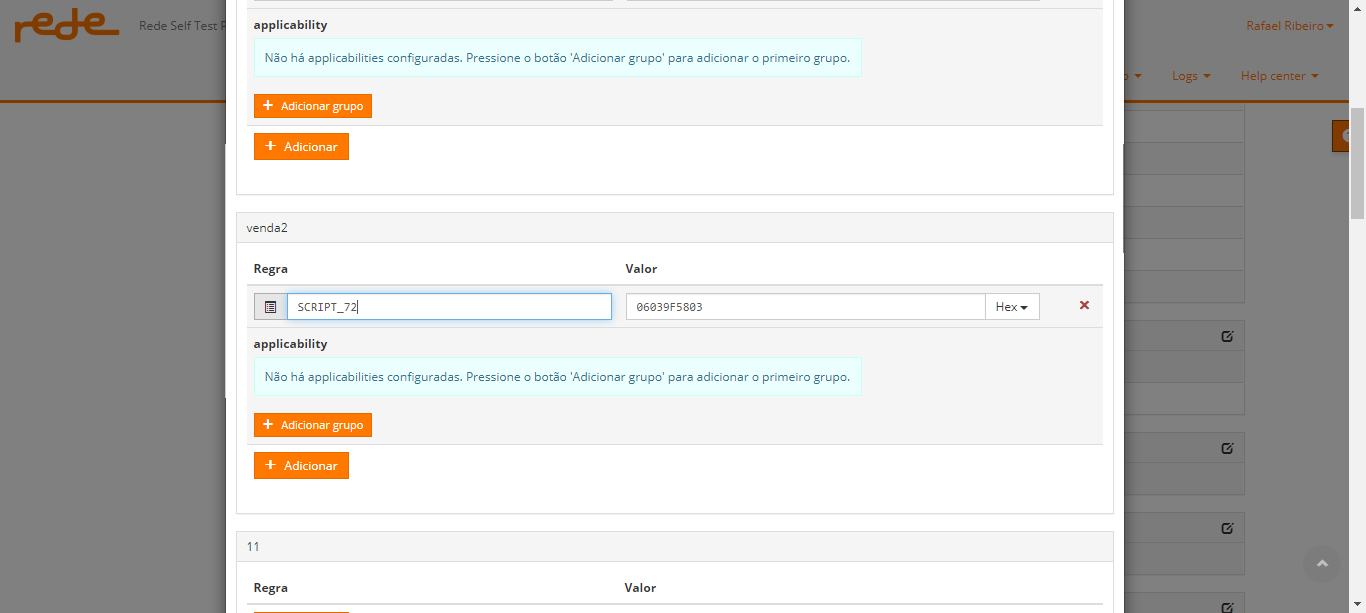 rede
Rede Self Test P
Rafael Ribeiro
Logs
Help center
applicability
Não há applicabilities configuradas. Pressione o botão 'Adicionar grupo' para adicionar o primeiro grupo.
+ Adicionar grupo
+ Adicionar
venda2
Regra Valor
SCRIPT_72 06039F5803 Hex
applicability
Não há applicabilities configuradas. Pressione o botão 'Adicionar grupo' para adicionar o primeiro grupo.
+ Adicionar grupo
+ Adicionar
11
Regra Valor